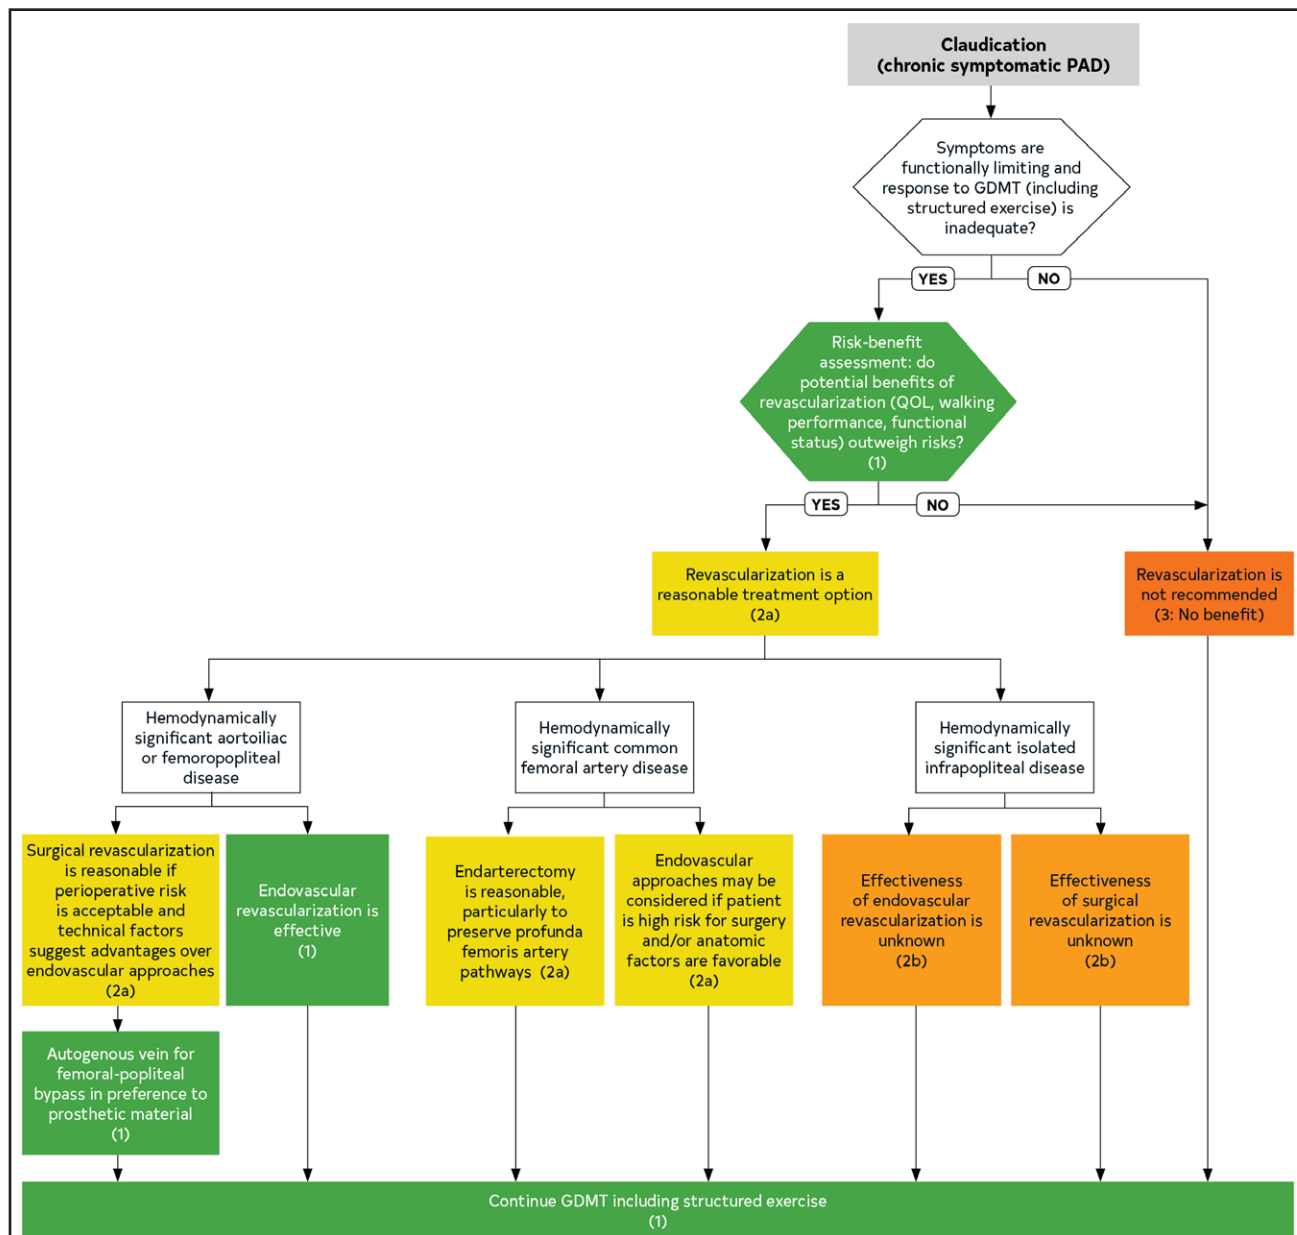 Claudication
(chronic symptomatic PAD)
Symptoms are
functionally limiting and
response to GDMT (including
structured exercise) is
inadequate?
YES
NO
Risk-benefit
assessment: do
potential benefits of
revascularization (QOL, walking
performance, functional
status) outweigh risks?
(1)
YES
NO
Revascularization is a
reasonable treatment option
(2a)
Revascularization is
not recommended
(3: No benefit)
Hemodynamically
significant aortoiliac
or femoropopliteal
disease
Hemodynamically
significant common
femoral artery disease
Hemodynamically
significant isolated
infrapopliteal disease
Surgical revascularization
is reasonable if
perioperative risk
is acceptable and
technical factors
suggest advantages over
endovascular approaches
(2a)
Endovascular
revascularization is
effective
(1)
Endarterectomy
is reasonable,
particularly to
preserve profunda
femoris artery
pathways (2a)
Endovascular
approaches may be
considered if patient
is high risk for surgery
and/or anatomic
factors are favorable
(2a)
Effectiveness
of endovascular
revascularization is
unknown
(2b)
Effectiveness
of surgical
revascularization is
unknown
(2b)
Autogenous vein for
femoral-popliteal
bypass in preference to
prosthetic material
(1)
Continue GDMT including structured exercise
(1)